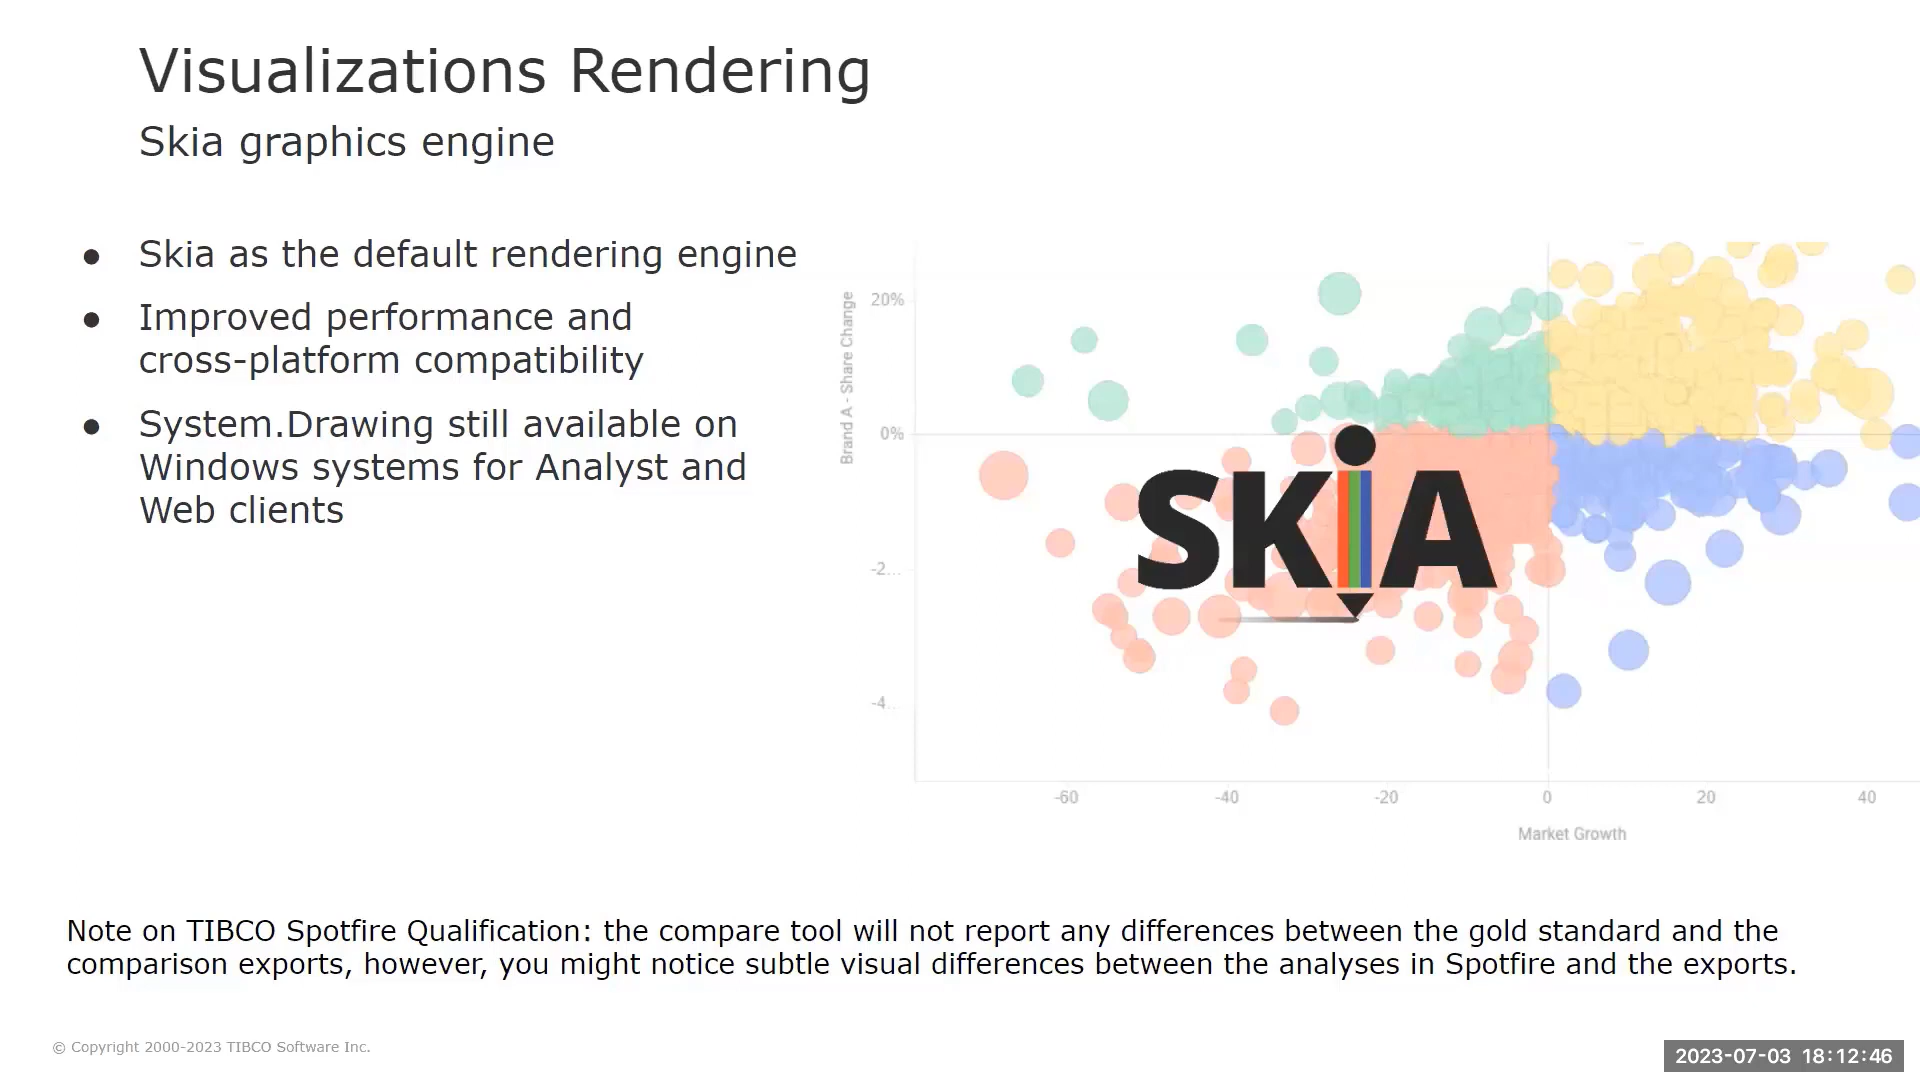 Visualizations Rendering
Skia graphics engine
● Skia as the default rendering engine
● Improved performance and
cross-platform compatibility
● System.Drawing still available on
Windows systems for Analyst and
Web clients
Brand A - Share Change
20%
0%
-2...
-4...
SKiA
-60 -40 -20 0 20 40
Market Growth
Note on TIBCO Spotfire Qualification: the compare tool will not report any differences between the gold standard and the
comparison exports, however, you might notice subtle visual differences between the analyses in Spotfire and the exports.
© Copyright 2000-2023 TIBCO Software Inc.
2023-07-03 18:12:46